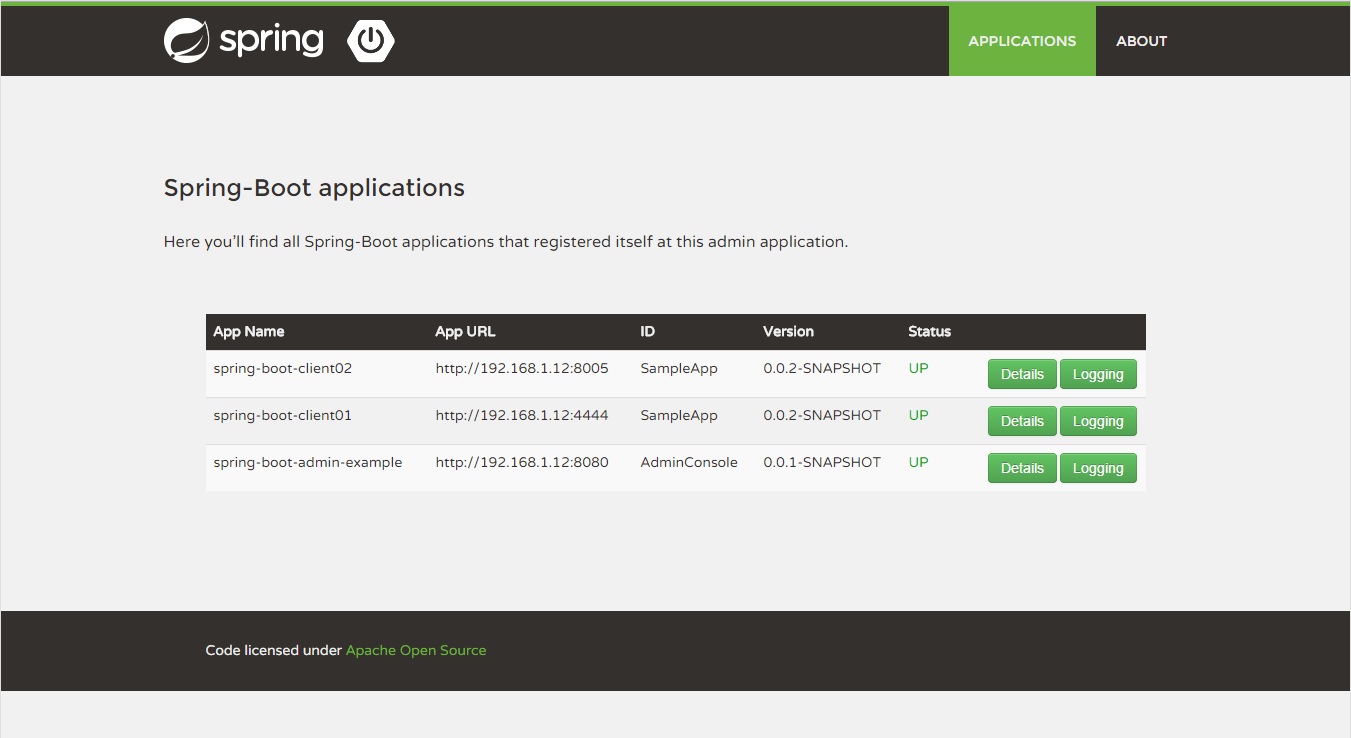 spring APPLICATIONS ABOUT
Spring-Boot applications
Here you'll find all Spring-Boot applications that registered itself at this admin application.
App Name App URL ID Version Status
spring-boot-client02 http://192.168.1.12:8005 SampleApp 0.0.2-SNAPSHOT UP Details Logging
spring-boot-client01 http://192.168.1.12:4444 SampleApp 0.0.2-SNAPSHOT UP Details Logging
spring-boot-admin-example http://192.168.1.12:8080 AdminConsole 0.0.1-SNAPSHOT UP Details Logging
Code licensed under Apache Open Source